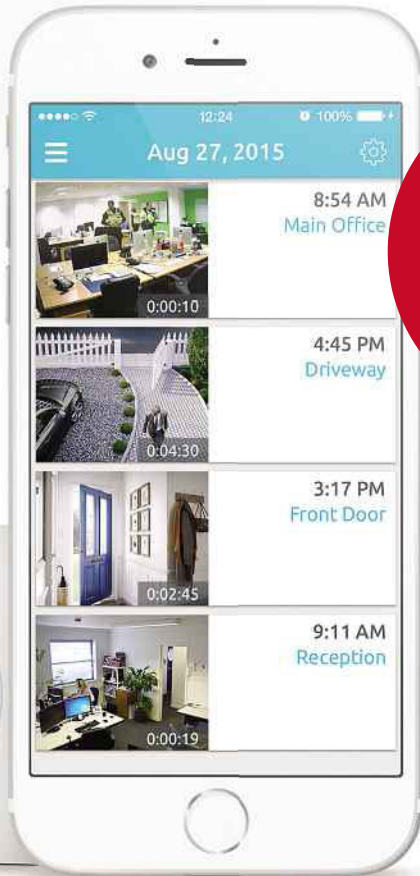 12:24
100%
Aug 27, 2015
8:54 AM
Main Office
0:00:10
4:45 PM
Driveway
0:04:30
3:17 PM
Front Door
0:02:45
9:11 AM
Reception
0:00:19